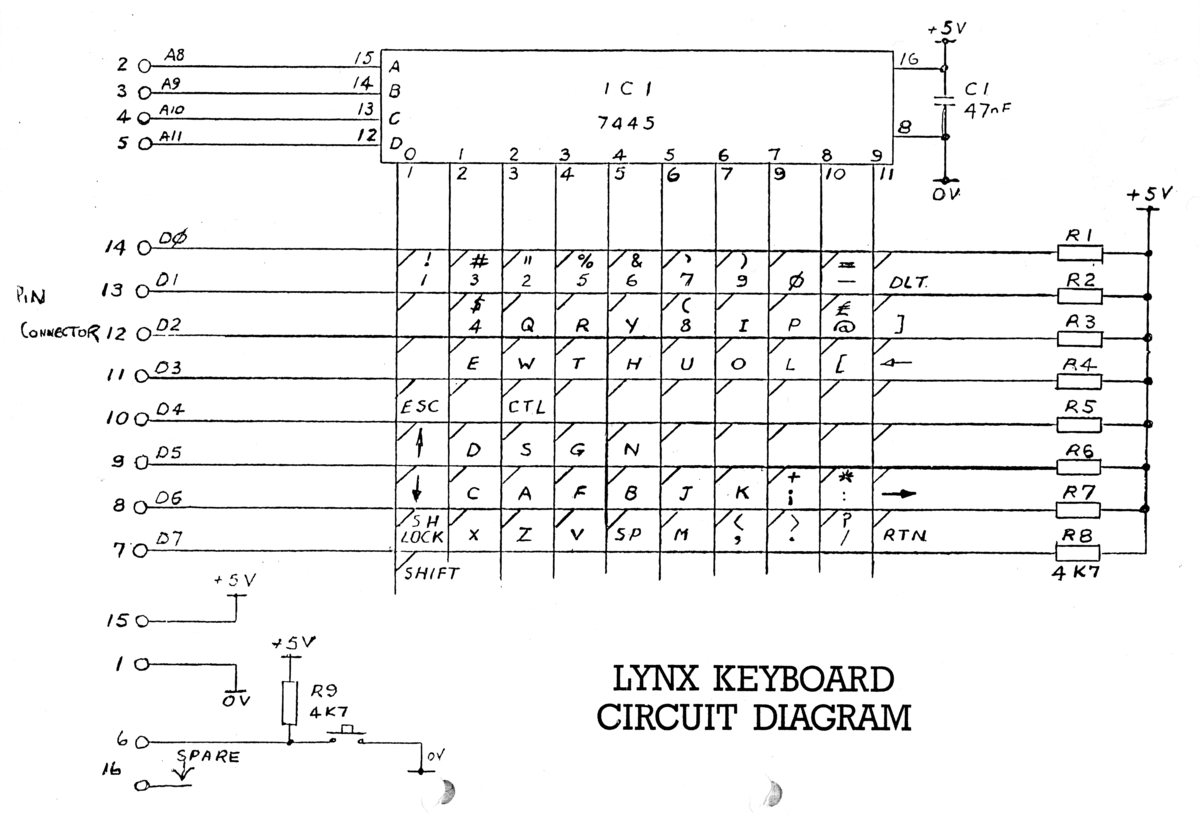 +5V
2 A8 15 A
3 A9 14 B
4 A10 13 C
5 A11 12 D
IC1
7445
16
8
C1
47nF
0V
0 1 2 3 4 5 6 7 8 9
1 2 3 4 5 6 7 9 10 11
+5V
14 DØ R1
! # " % & ' ) =
1 3 2 5 6 7 9 Ø — DLT.
13 D1 R2
PIN
CONNECTOR
$ ( £
4 Q R Y 8 I P @ ]
12 D2 R3
E W T H U O L [ ←
11 D3 R4
ESC CTL
10 D4 R5
↑ D S G N
9 D5 R6
+ *
↓ C A F B J K ; : →
8 D6 R7
SH < > ?
LOCK X Z V SP M , . / RTN
7 D7 R8
4K7
SHIFT
+5V
15
1
0V
+5V
R9
4K7
6
0V
16 SPARE
LYNX KEYBOARD
CIRCUIT DIAGRAM